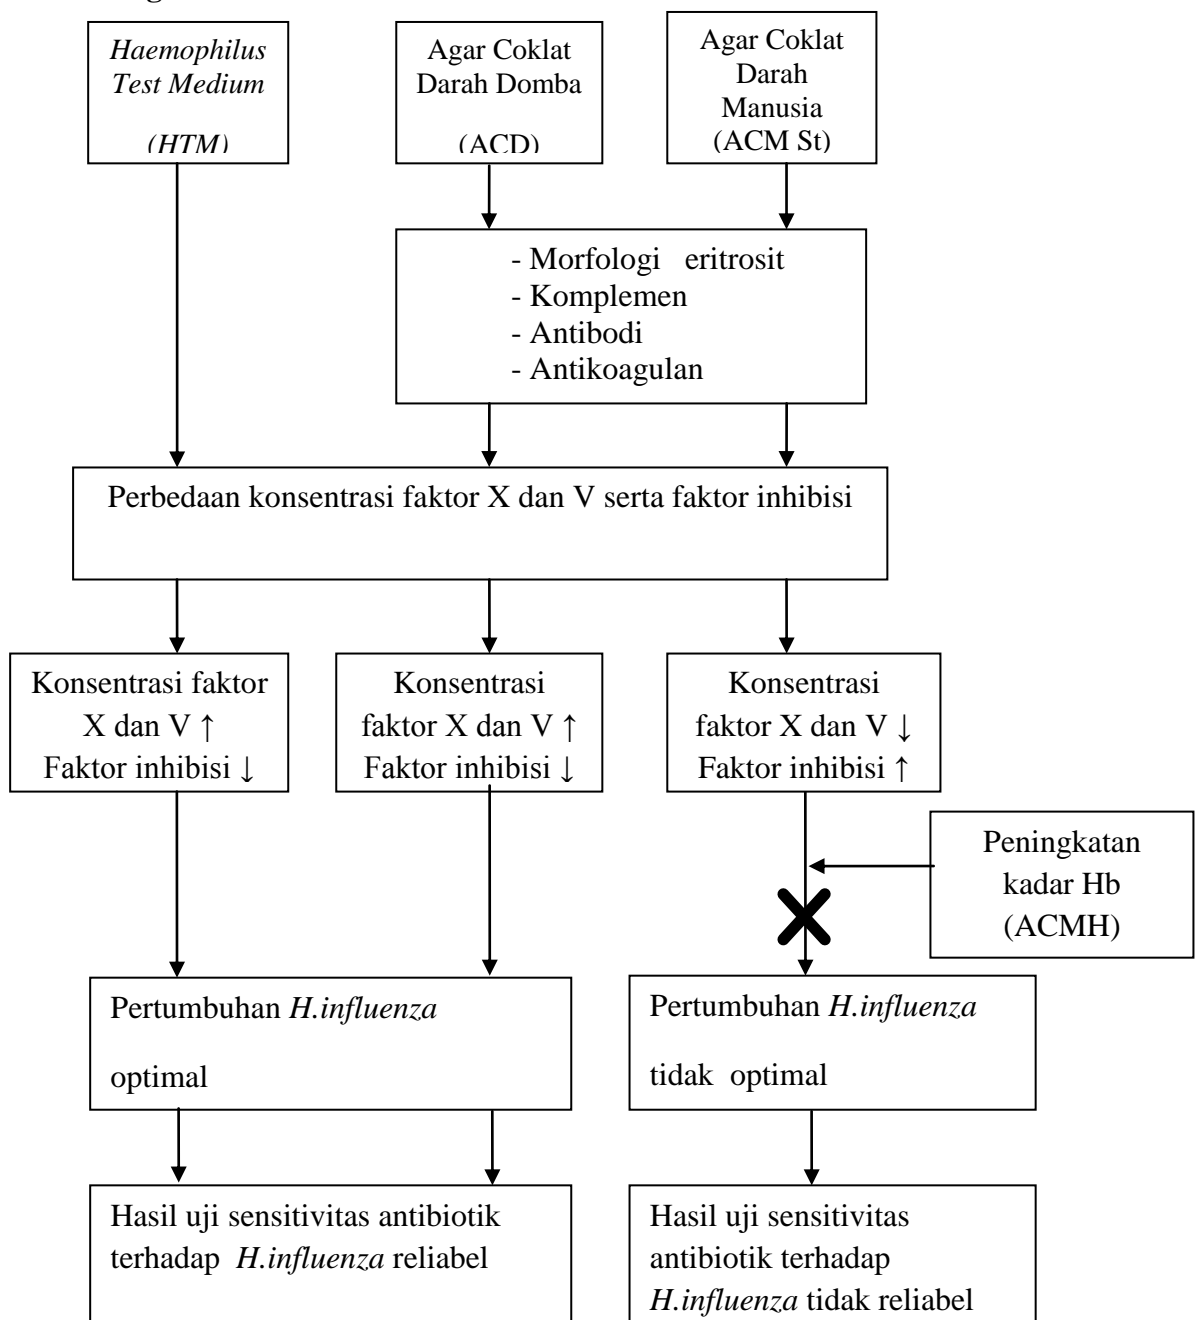 Haemophilus
Test Medium
(HTM)
Agar Coklat
Darah Domba
(ACD)
Agar Coklat
Darah
Manusia
(ACM St)
- Morfologi eritrosit
- Komplemen
- Antibodi
- Antikoagulan
Perbedaan konsentrasi faktor X dan V serta faktor inhibisi
Konsentrasi faktor
X dan V ↑
Faktor inhibisi ↓
Konsentrasi
faktor X dan V ↑
Faktor inhibisi ↓
Konsentrasi
faktor X dan V ↓
Faktor inhibisi ↑
Peningkatan
kadar Hb
(ACMH)
Pertumbuhan H.influenza
optimal
Pertumbuhan H.influenza
tidak optimal
Hasil uji sensitivitas antibiotik
terhadap H.influenza reliabel
Hasil uji sensitivitas
antibiotik terhadap
H.influenza tidak reliabel